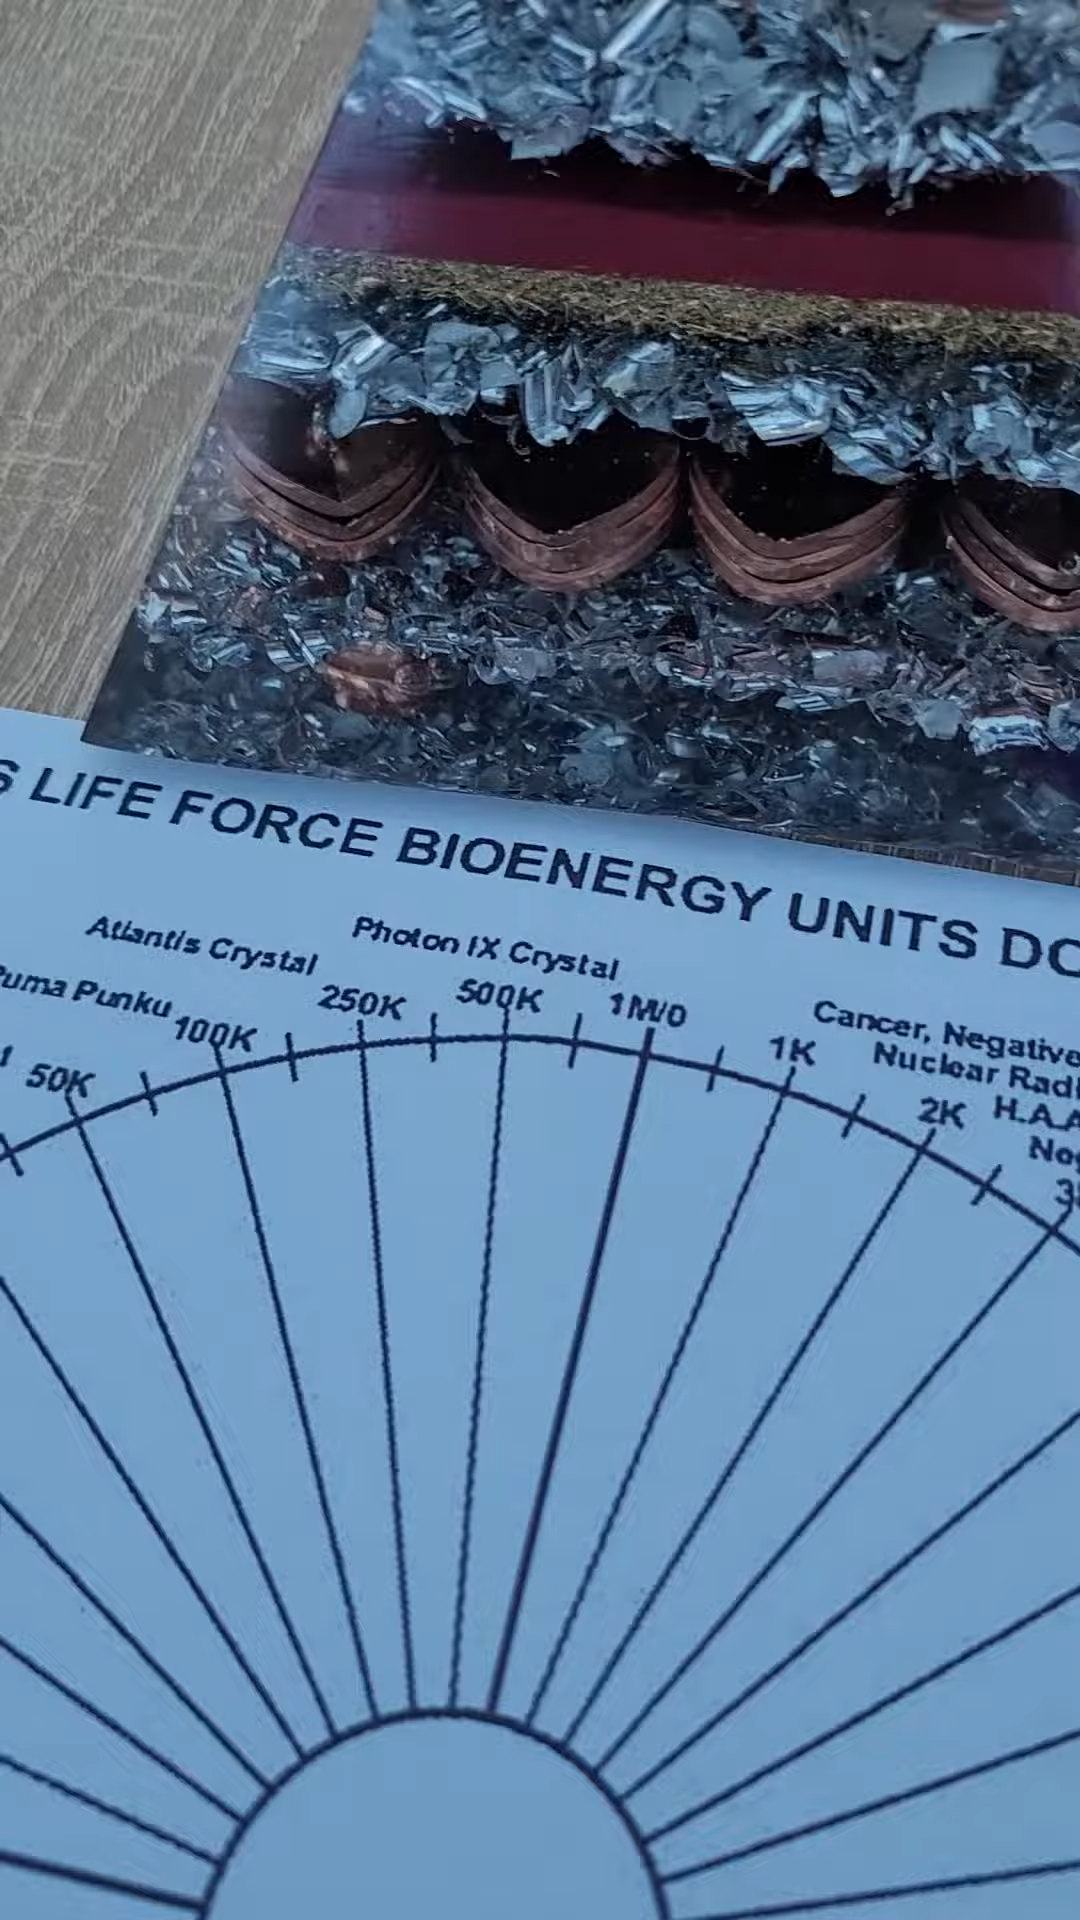 LIFE FORCE BIOENERGY UNITS
Atlantis Crystal
Photon IX Crystal
Puma Punku
50K
100K
250K
500K
1M/0
1K
2K
Cancer, Negative
Nuclear